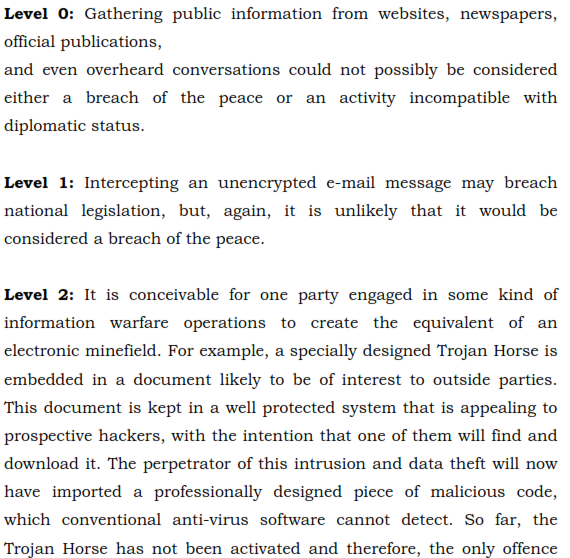 Level 0: Gathering public information from websites, newspapers,
official publications,
and even overheard conversations could not possibly be considered
either a breach of the peace or an activity incompatible with
diplomatic status.
Level 1: Intercepting an unencrypted e-mail message may breach
national legislation, but, again, it is unlikely that it would be
considered a breach of the peace.
Level 2: It is conceivable for one party engaged in some kind of
information warfare operations to create the equivalent of an
electronic minefield. For example, a specially designed Trojan Horse is
embedded in a document likely to be of interest to outside parties.
This document is kept in a well protected system that is appealing to
prospective hackers, with the intention that one of them will find and
download it. The perpetrator of this intrusion and data theft will now
have imported a professionally designed piece of malicious code,
which conventional anti-virus software cannot detect. So far, the
Trojan Horse has not been activated and therefore, the only offence